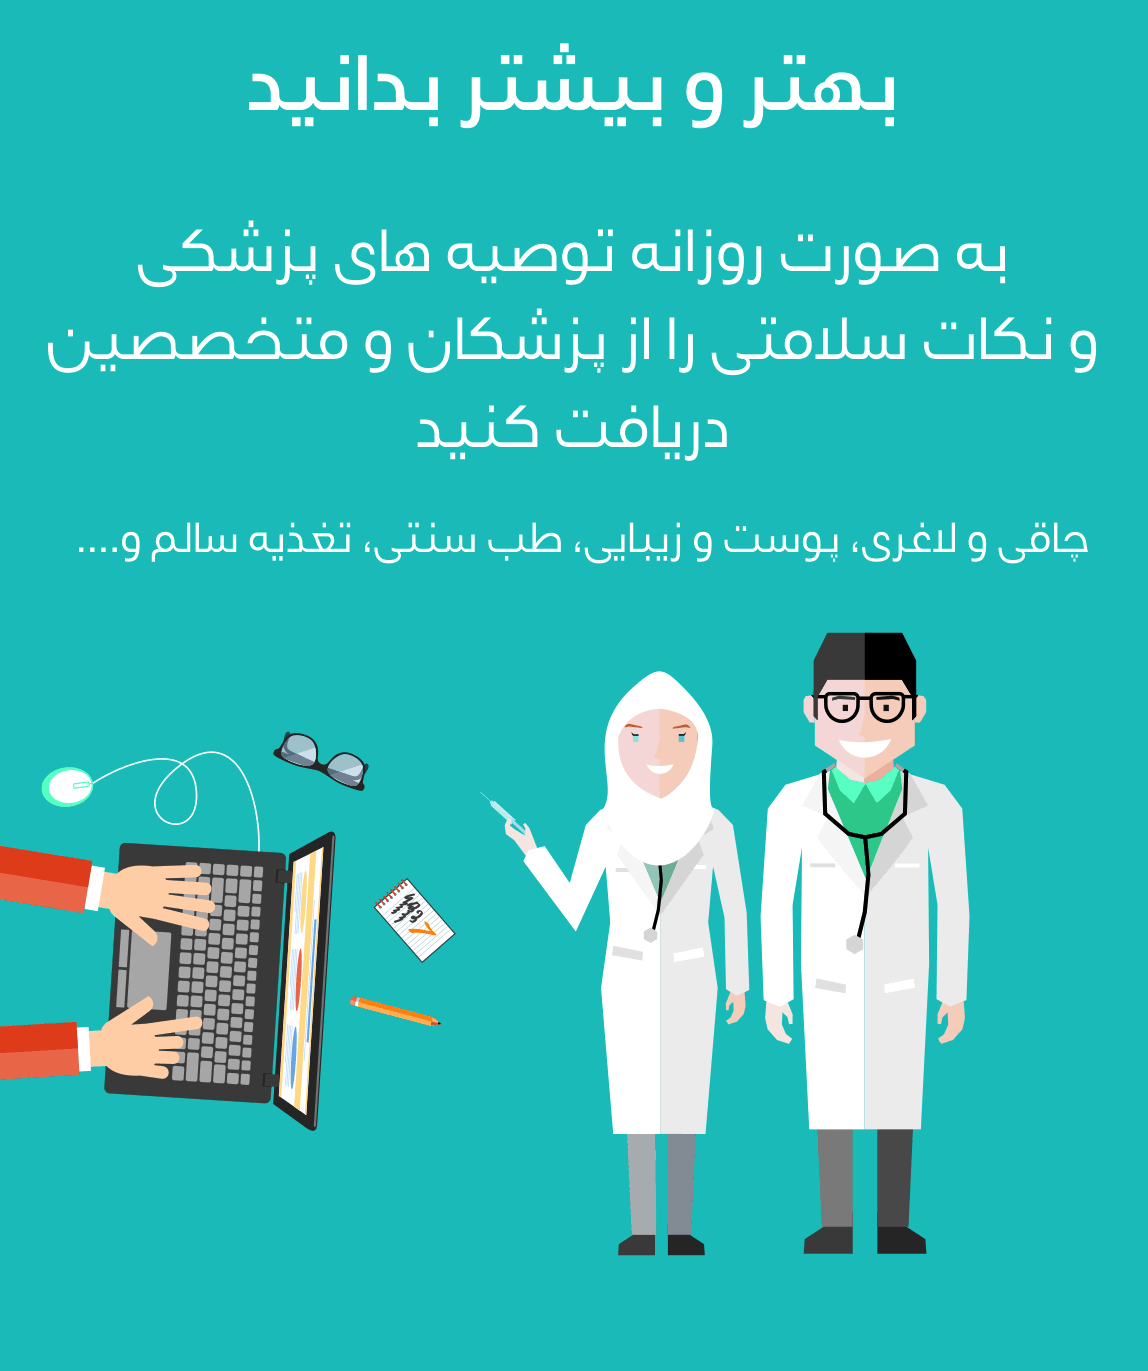 بهتر و بیشتر بدانید
به صورت روزانه توصیه های پزشکی
و نکات سلامتی را از پزشکان و متخصصین
دریافت کنید
چاقی و لاغری، پوست و زیبایی، طب سنتی، تغذیه سالم و....